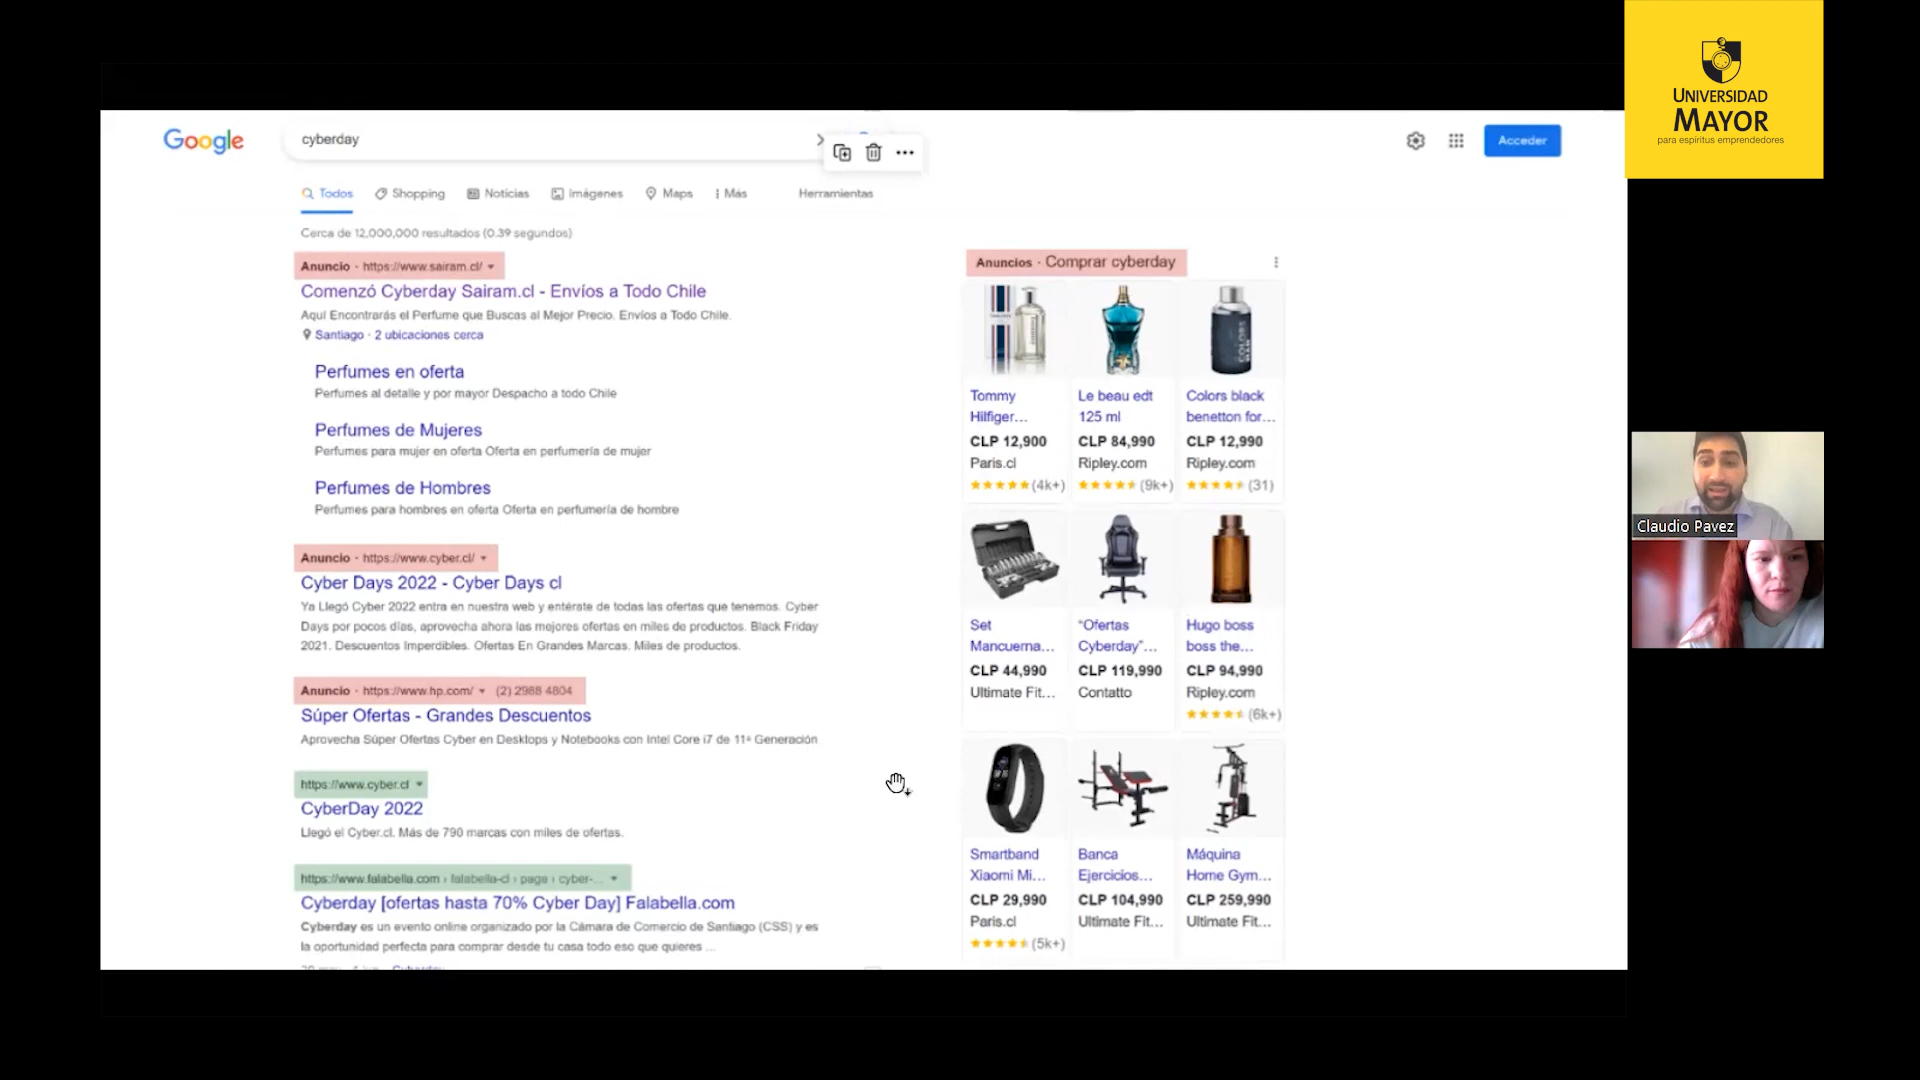 Google
cyberday
Acceder
Todos
Shopping
Noticias
Imágenes
Maps
Más
Herramientas
Cerca de 12,000,000 resultados (0.39 segundos)
Anuncio · https://www.sairam.cl/
Comenzó Cyberday Sairam.cl - Envíos a Todo Chile
Aquí Encontrarás el Perfume que Buscas al Mejor Precio. Envíos a Todo Chile.
Santiago · 2 ubicaciones cerca
Perfumes en oferta
Perfumes al detalle y por mayor Despacho a todo Chile
Perfumes de Mujeres
Perfumes para mujer en oferta Oferta en perfumería de mujer
Perfumes de Hombres
Perfumes para hombres en oferta Oferta en perfumería de hombre
Anuncio · https://www.cyber.cl/
Cyber Days 2022 - Cyber Days cl
Ya Llegó Cyber 2022 entra en nuestra web y entérate de todas las ofertas que tenemos. Cyber
Days por pocos días, aprovecha ahora las mejores ofertas en miles de productos. Black Friday
2021. Descuentos Imperdibles. Ofertas En Grandes Marcas. Miles de productos.
Anuncio · https://www.hp.com/ (2) 2988 4804
Súper Ofertas - Grandes Descuentos
Aprovecha Súper Ofertas Cyber en Desktops y Notebooks con Intel Core i7 de 11ª Generación
https://www.cyber.cl
CyberDay 2022
Llegó el Cyber.cl. Más de 790 marcas con miles de ofertas.
https://www.falabella.com › falabella-cl › page › cyber-...
Cyberday [ofertas hasta 70% Cyber Day] Falabella.com
Cyberday es un evento online organizado por la Cámara de Comercio de Santiago (CSS) y es
la oportunidad perfecta para comprar desde tu casa todo eso que quieres ...
Anuncios · Comprar cyberday
COLORS
Tommy
Hilfiger...
CLP 12,900
Paris.cl
(4k+)
Le beau edt
125 ml
CLP 84,990
Ripley.com
(9k+)
Colors black
benetton for...
CLP 12,990
Ripley.com
(31)
Set
Mancuerna...
CLP 44,990
Ultimate Fit...
"Ofertas
Cyberday"...
CLP 119,990
Contatto
Hugo boss
boss the...
CLP 94,990
Ripley.com
(6k+)
Smartband
Xiaomi Mi...
CLP 29,990
Paris.cl
(5k+)
Banca
Ejercicios...
CLP 104,990
Ultimate Fit...
Máquina
Home Gym...
CLP 259,990
Ultimate Fit...
UNIVERSIDAD
MAYOR
para espíritus emprendedores
Claudio Pavez